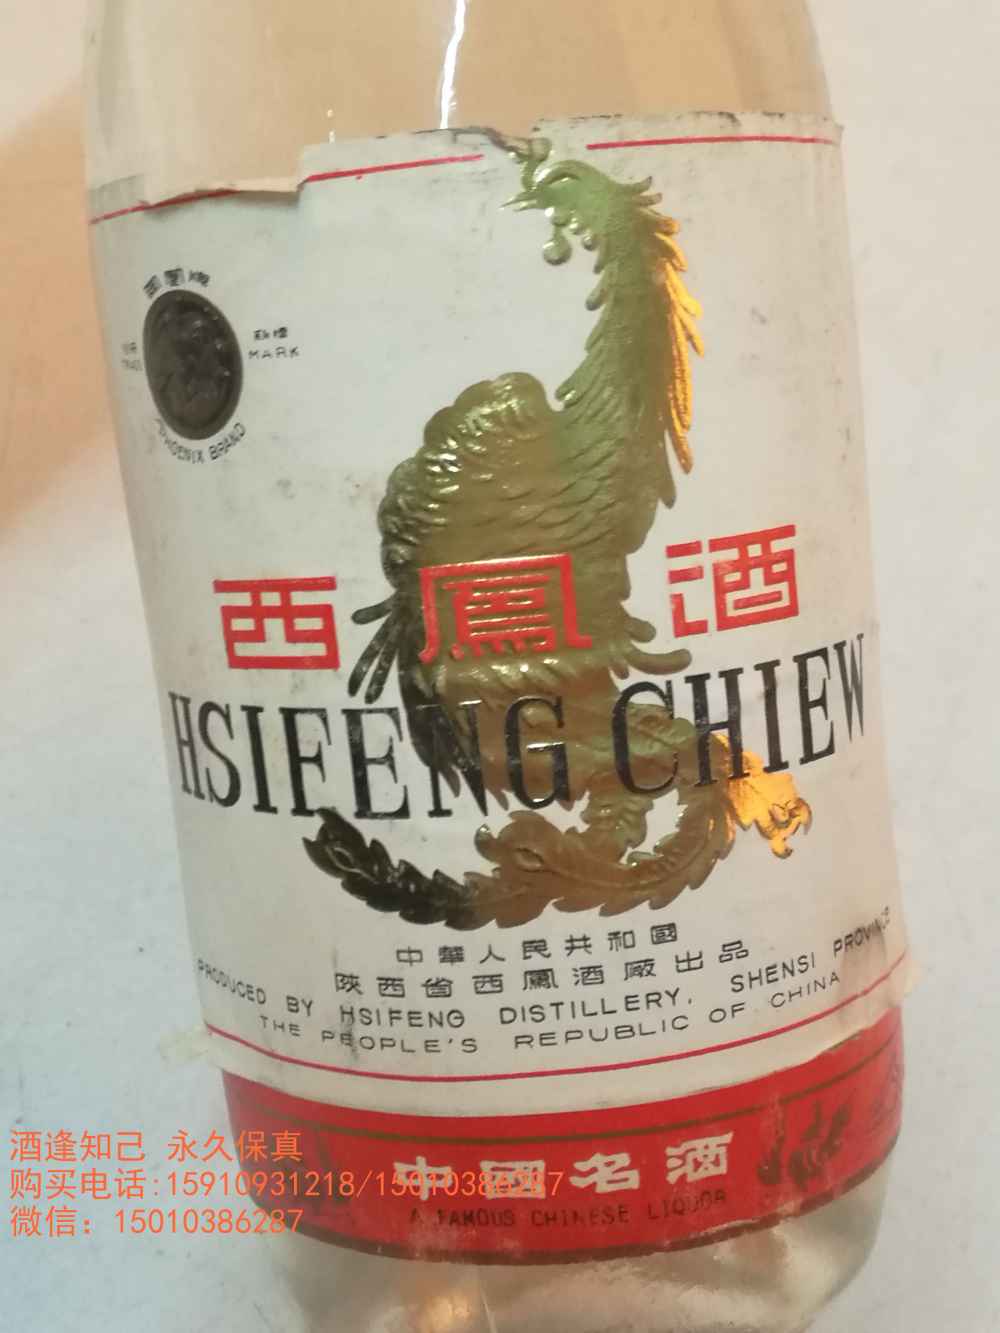 鳳凰牌
商標
MARK
PHOENIX BRAND
西鳳酒
HSIFENG CHIEW
中華人民共和國
陝西省西鳳酒廠出品
PRODUCED BY HSIFENG DISTILLERY. SHENSI PROVINCE
THE PEOPLE'S REPUBLIC OF CHINA
中國名酒
A FAMOUS CHINESE LIQUOR
酒逢知己 永久保真
购买电话:15910931218/15010386287
微信：15010386287